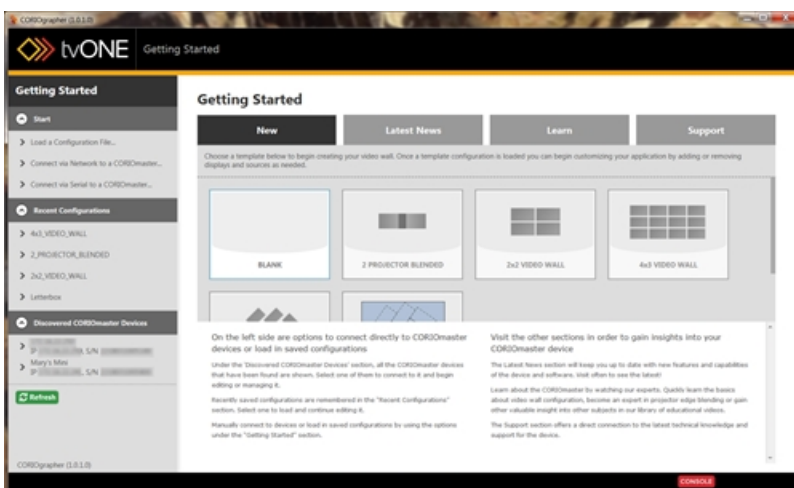 CORIOgrapher (1.0.1.0)
tvONE
Getting Started
Getting Started
Start
Load a Configuration File...
Connect via Network to a CORIOmaster...
Connect via Serial to a CORIOmaster...
Recent Configurations
4x3_VIDEO_WALL
2_PROJECTOR_BLENDED
2x2_VIDEO_WALL
Letterbox
Discovered CORIOmaster Devices
IP
S/N
Mary's Mini
IP
S/N
Refresh
CORIOgrapher (1.0.1.0)
Getting Started
New
Latest News
Learn
Support
Choose a template below to begin creating your video wall. Once a template configuration is loaded you can begin customizing your application by adding or removing
displays and sources as needed.
BLANK
2 PROJECTOR BLENDED
2x2 VIDEO WALL
4x3 VIDEO WALL
On the left side are options to connect directly to CORIOmaster
devices or load in saved configurations
Under the 'Discovered CORIOmaster Devices' section, all the CORIOmaster devices
that have been found are shown. Select one of them to connect to it and begin
editing or managing it.
Recently saved configurations are remembered in the "Recent Configurations"
section. Select one to load and continue editing it.
Manually connect to devices or load in saved configurations by using the options
under the "Getting Started" section.
Visit the other sections in order to gain insights into your
CORIOmaster device
The Latest News section will keep you up to date with new features and capabilities
of the device and software. Visit often to see the latest!
Learn about the CORIOmaster by watching our experts. Quickly learn the basics
about video wall configuration, become an expert in projector edge blending or gain
other valuable insight into other subjects in our library of educational videos.
The Support section offers a direct connection to the latest technical knowledge and
support for the device.
CONSOLE